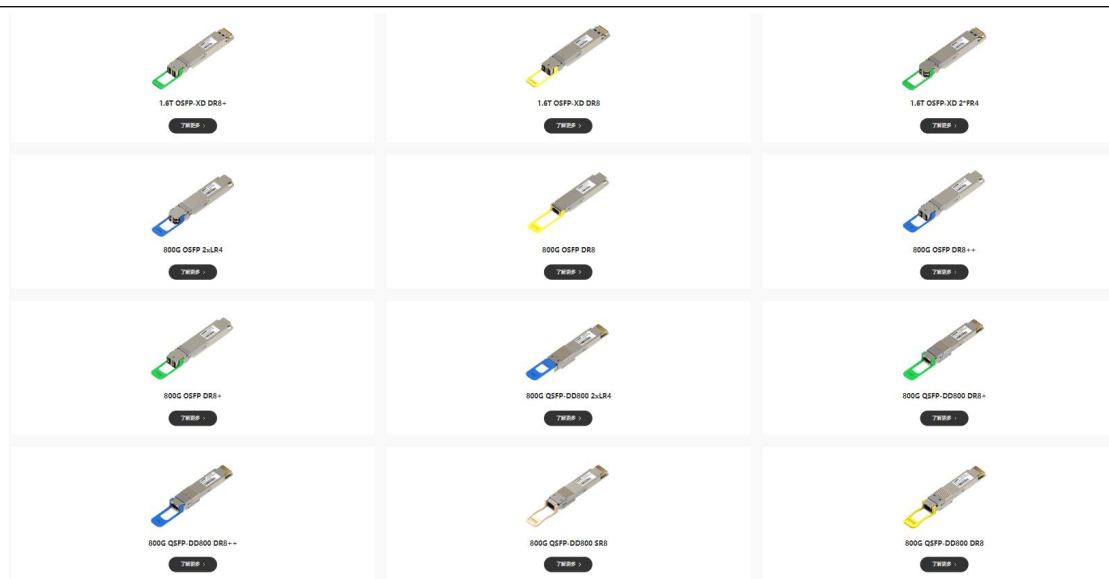 1.6T OSFP-XD DR8+
1.6T OSFP-XD DR8
1.6T OSFP-XD 2*FR4
了解更多 >
了解更多 >
了解更多 >
800G OSFP 2xLR4
800G OSFP DR8
800G OSFP DR8++
了解更多 >
了解更多 >
了解更多 >
800G OSFP DR8+
800G QSFP-DD800 2xLR4
800G QSFP-DD800 DR8+
了解更多 >
了解更多 >
了解更多 >
800G QSFP-DD800 DR8++
800G QSFP-DD800 SR8
800G QSFP-DD800 DR8
了解更多 >
了解更多 >
了解更多 >